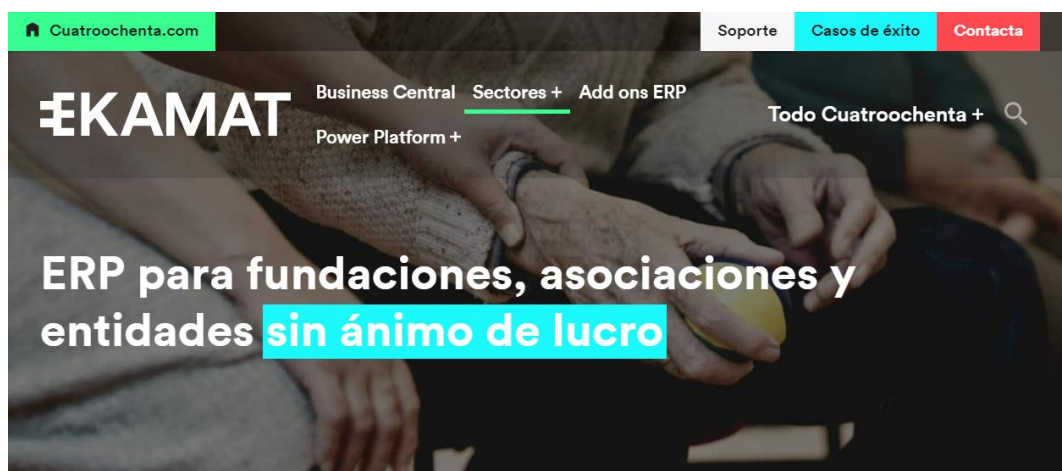 Cuatroochenta.com
Soporte
Casos de éxito
Contacta
EKAMAT
Business Central Sectores + Add ons ERP
Power Platform +
Todo Cuatroochenta +
ERP para fundaciones, asociaciones y
entidades sin ánimo de lucro